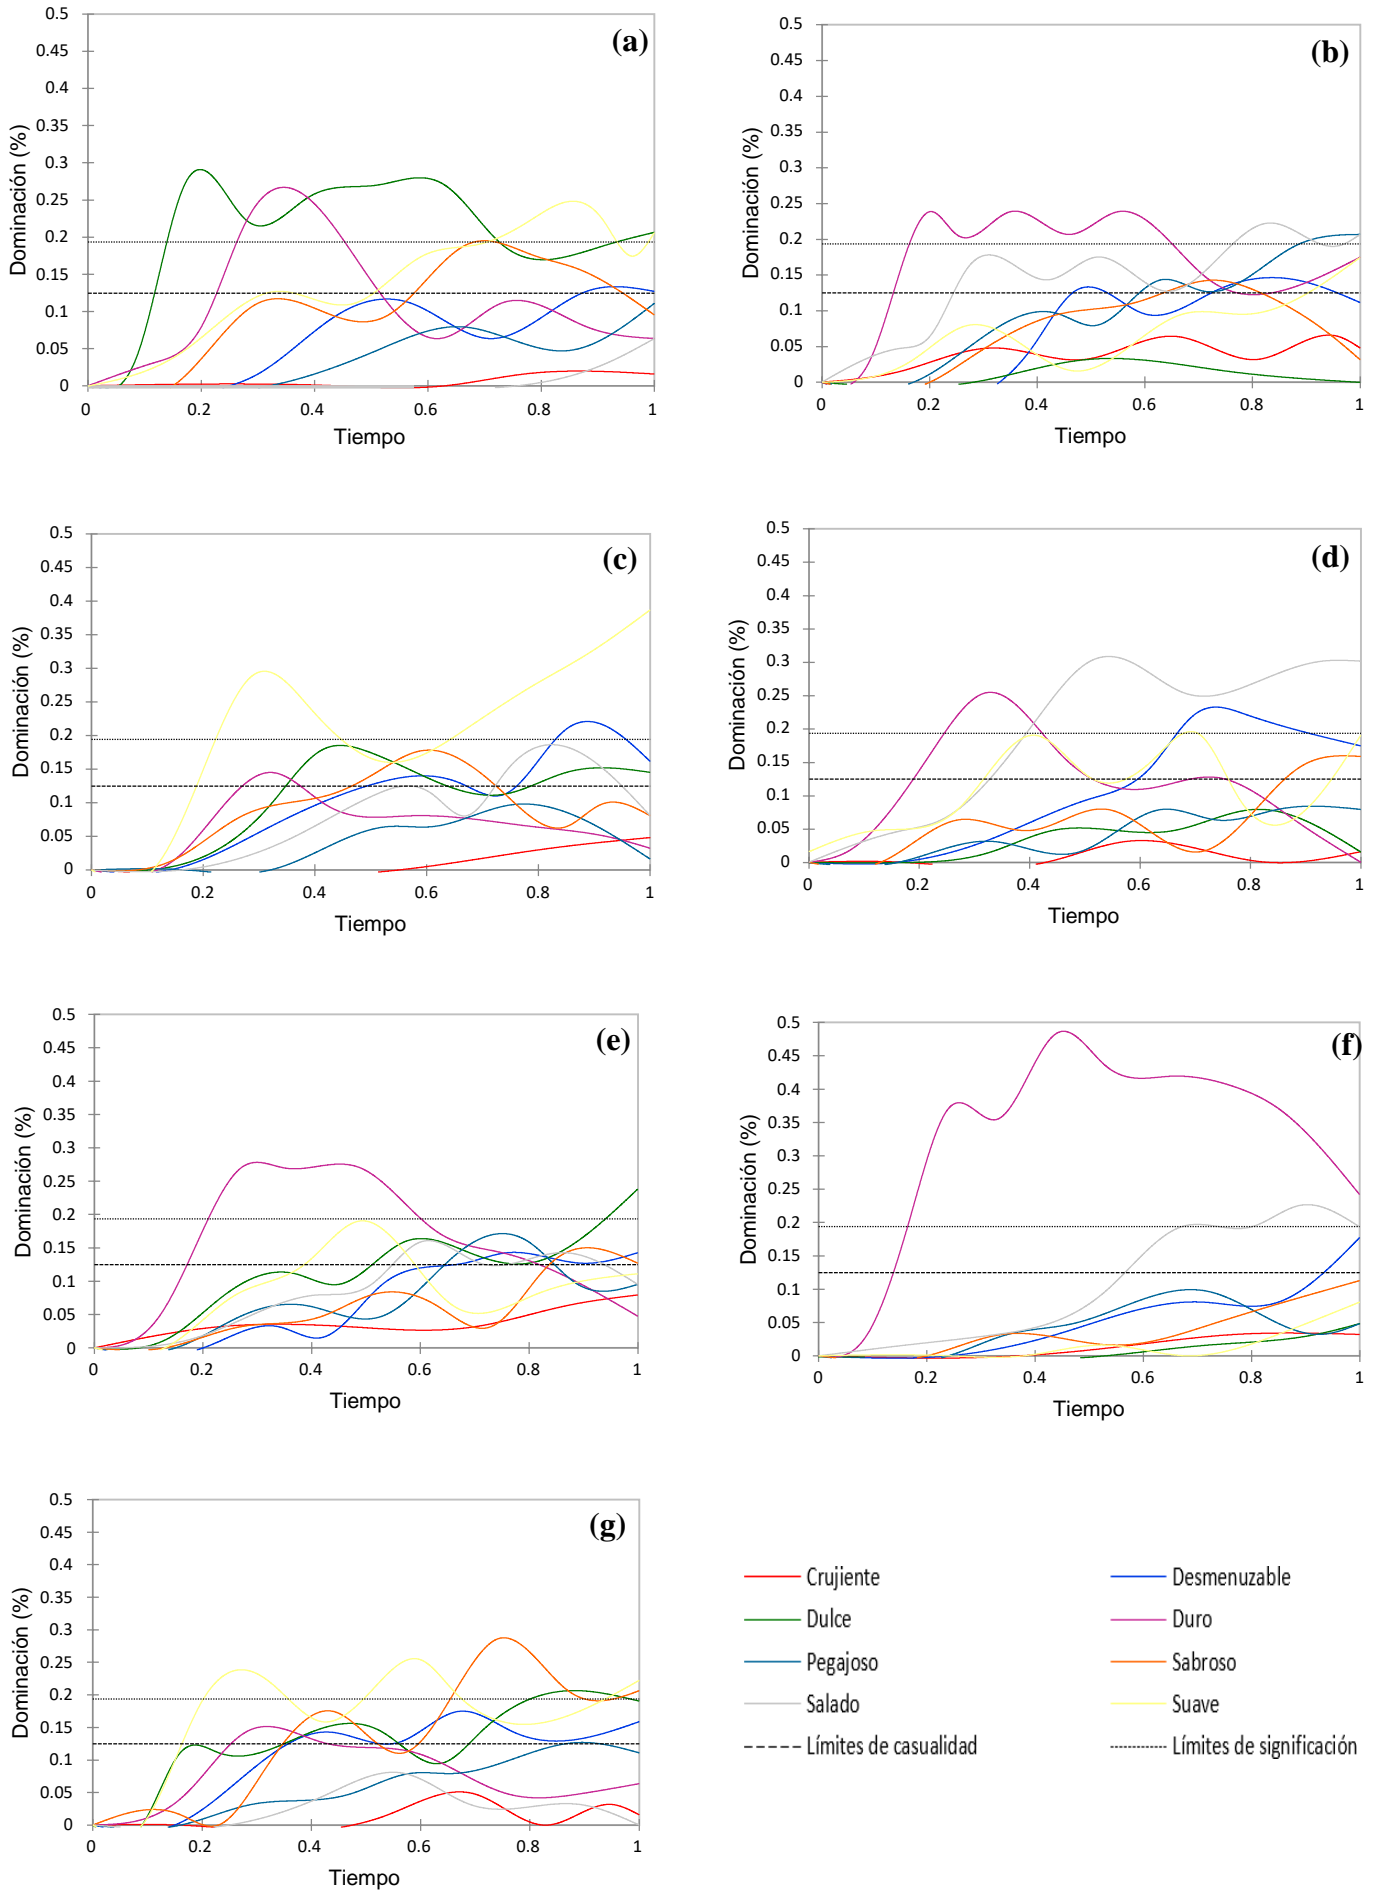 (a)
0.5
0.45
0.4
0.35
0.3
0.25
0.2
0.15
0.1
0.05
0
Dominación (%)
0 0.2 0.4 0.6 0.8 1
Tiempo
(b)
0.5
0.45
0.4
0.35
0.3
0.25
0.2
0.15
0.1
0.05
0
Dominación (%)
0 0.2 0.4 0.6 0.8 1
Tiempo
(c)
0.5
0.45
0.4
0.35
0.3
0.25
0.2
0.15
0.1
0.05
0
Dominación (%)
0 0.2 0.4 0.6 0.8 1
Tiempo
(d)
0.5
0.45
0.4
0.35
0.3
0.25
0.2
0.15
0.1
0.05
0
Dominación (%)
0 0.2 0.4 0.6 0.8 1
Tiempo
(e)
0.5
0.45
0.4
0.35
0.3
0.25
0.2
0.15
0.1
0.05
0
Dominación (%)
0 0.2 0.4 0.6 0.8 1
Tiempo
(f)
0.5
0.45
0.4
0.35
0.3
0.25
0.2
0.15
0.1
0.05
0
Dominación (%)
0 0.2 0.4 0.6 0.8 1
Tiempo
(g)
0.5
0.45
0.4
0.35
0.3
0.25
0.2
0.15
0.1
0.05
0
Dominación (%)
0 0.2 0.4 0.6 0.8 1
Tiempo
Crujiente
Desmenuzable
Dulce
Duro
Pegajoso
Sabroso
Salado
Suave
Límites de casualidad
Límites de significación